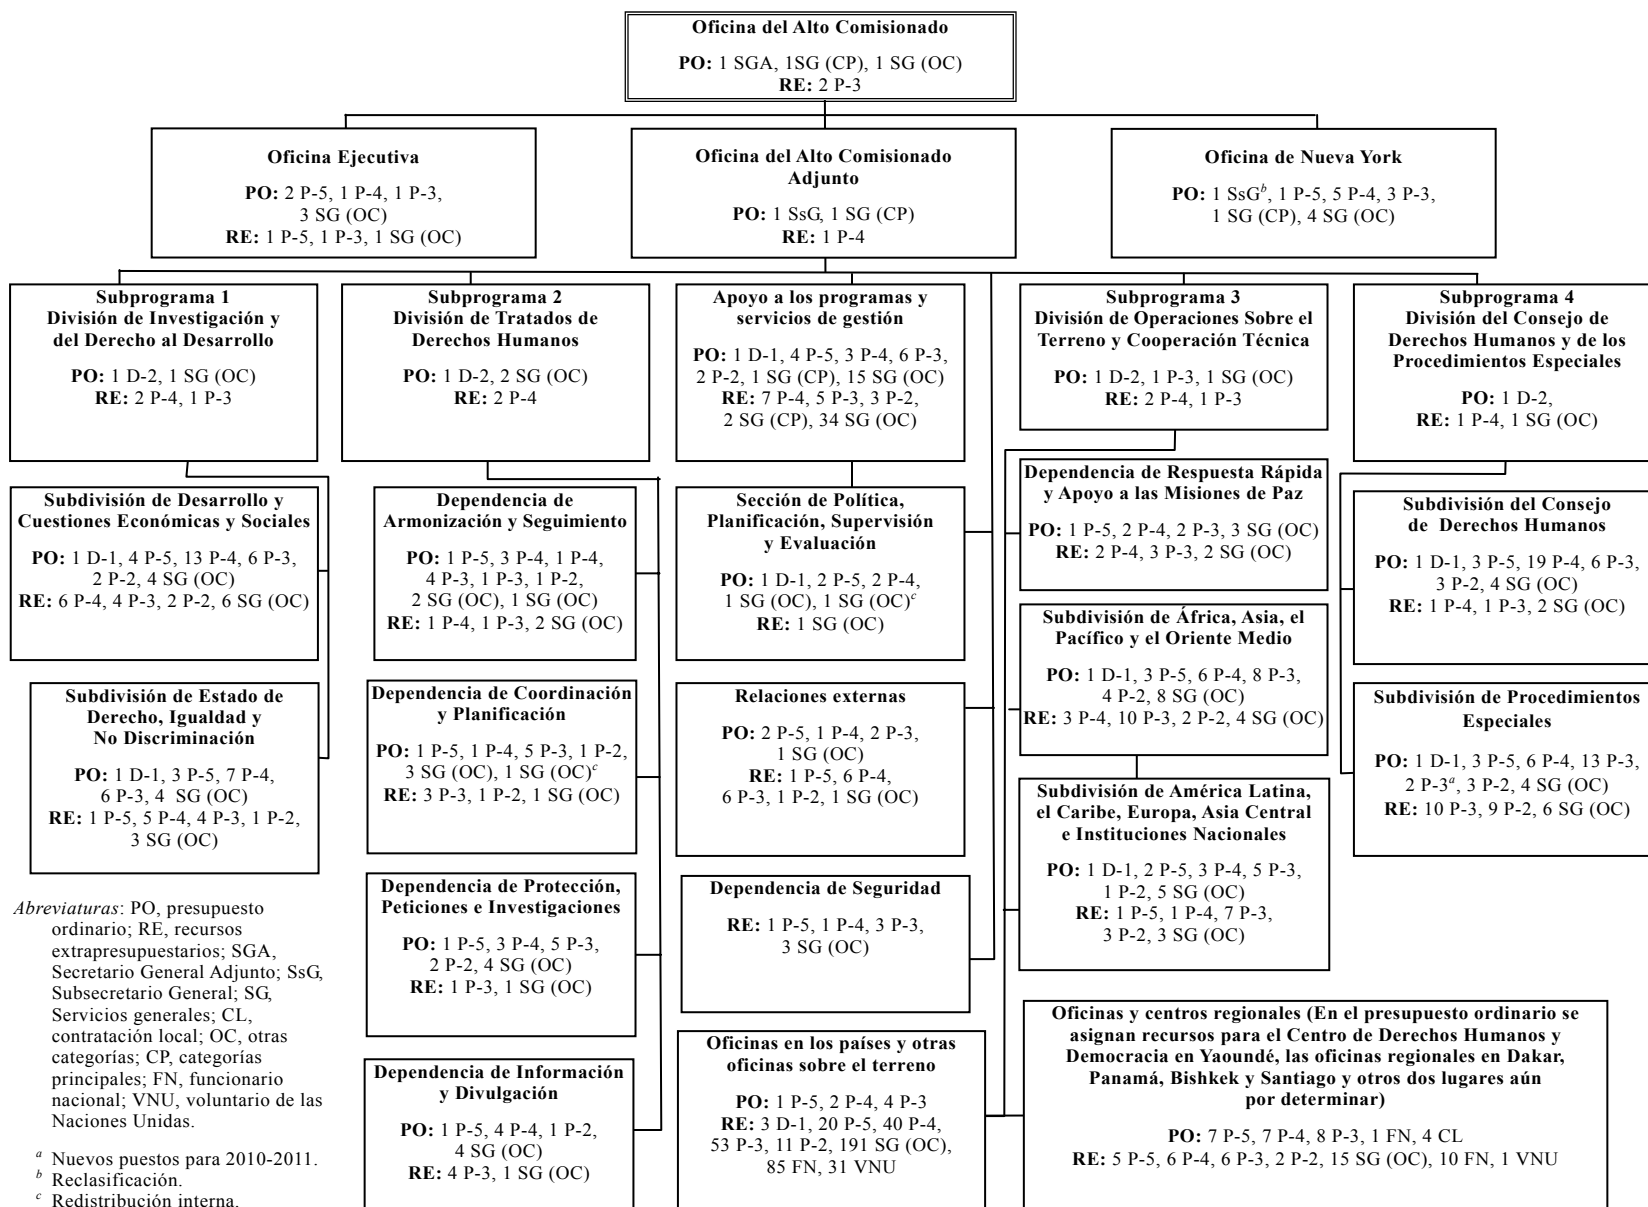 Oficina del Alto Comisionado
PO: 1 SGA, 1SG (CP), 1 SG (OC)
RE: 2 P-3
Oficina Ejecutiva
PO: 2 P-5, 1 P-4, 1 P-3,
3 SG (OC)
RE: 1 P-5, 1 P-3, 1 SG (OC)
Oficina del Alto Comisionado
Adjunto
PO: 1 SsG, 1 SG (CP)
RE: 1 P-4
Oficina de Nueva York
PO: 1 SsGᵇ, 1 P-5, 5 P-4, 3 P-3,
1 SG (CP), 4 SG (OC)
Subprograma 1
División de Investigación y
del Derecho al Desarrollo
PO: 1 D-2, 1 SG (OC)
RE: 2 P-4, 1 P-3
Subprograma 2
División de Tratados de
Derechos Humanos
PO: 1 D-2, 2 SG (OC)
RE: 2 P-4
Apoyo a los programas y
servicios de gestión
PO: 1 D-1, 4 P-5, 3 P-4, 6 P-3,
2 P-2, 1 SG (CP), 15 SG (OC)
RE: 7 P-4, 5 P-3, 3 P-2,
2 SG (CP), 34 SG (OC)
Subprograma 3
División de Operaciones Sobre el
Terreno y Cooperación Técnica
PO: 1 D-2, 1 P-3, 1 SG (OC)
RE: 2 P-4, 1 P-3
Subprograma 4
División del Consejo de
Derechos Humanos y de los
Procedimientos Especiales
PO: 1 D-2,
RE: 1 P-4, 1 SG (OC)
Subdivisión de Desarrollo y
Cuestiones Económicas y Sociales
PO: 1 D-1, 4 P-5, 13 P-4, 6 P-3,
2 P-2, 4 SG (OC)
RE: 6 P-4, 4 P-3, 2 P-2, 6 SG (OC)
Dependencia de
Armonización y Seguimiento
PO: 1 P-5, 3 P-4, 1 P-4,
4 P-3, 1 P-3, 1 P-2,
2 SG (OC), 1 SG (OC)
RE: 1 P-4, 1 P-3, 2 SG (OC)
Sección de Política,
Planificación, Supervisión
y Evaluación
PO: 1 D-1, 2 P-5, 2 P-4,
1 SG (OC), 1 SG (OC)ᶜ
RE: 1 SG (OC)
Dependencia de Respuesta Rápida
y Apoyo a las Misiones de Paz
PO: 1 P-5, 2 P-4, 2 P-3, 3 SG (OC)
RE: 2 P-4, 3 P-3, 2 SG (OC)
Subdivisión del Consejo
de Derechos Humanos
PO: 1 D-1, 3 P-5, 19 P-4, 6 P-3,
3 P-2, 4 SG (OC)
RE: 1 P-4, 1 P-3, 2 SG (OC)
Subdivisión de África, Asia, el
Pacífico y el Oriente Medio
PO: 1 D-1, 3 P-5, 6 P-4, 8 P-3,
4 P-2, 8 SG (OC)
RE: 3 P-4, 10 P-3, 2 P-2, 4 SG (OC)
Subdivisión de Estado de
Derecho, Igualdad y
No Discriminación
PO: 1 D-1, 3 P-5, 7 P-4,
6 P-3, 4 SG (OC)
RE: 1 P-5, 5 P-4, 4 P-3, 1 P-2,
3 SG (OC)
Dependencia de Coordinación
y Planificación
PO: 1 P-5, 1 P-4, 5 P-3, 1 P-2,
3 SG (OC), 1 SG (OC)ᶜ
RE: 3 P-3, 1 P-2, 1 SG (OC)
Relaciones externas
PO: 2 P-5, 1 P-4, 2 P-3,
1 SG (OC)
RE: 1 P-5, 6 P-4,
6 P-3, 1 P-2, 1 SG (OC)
Subdivisión de Procedimientos
Especiales
PO: 1 D-1, 3 P-5, 6 P-4, 13 P-3,
2 P-3ᵃ, 3 P-2, 4 SG (OC)
RE: 10 P-3, 9 P-2, 6 SG (OC)
Subdivisión de América Latina,
el Caribe, Europa, Asia Central
e Instituciones Nacionales
PO: 1 D-1, 2 P-5, 3 P-4, 5 P-3,
1 P-2, 5 SG (OC)
RE: 1 P-5, 1 P-4, 7 P-3,
3 P-2, 3 SG (OC)
Dependencia de Protección,
Peticiones e Investigaciones
PO: 1 P-5, 3 P-4, 5 P-3,
2 P-2, 4 SG (OC)
RE: 1 P-3, 1 SG (OC)
Dependencia de Seguridad
RE: 1 P-5, 1 P-4, 3 P-3,
3 SG (OC)
Dependencia de Información
y Divulgación
PO: 1 P-5, 4 P-4, 1 P-2,
4 SG (OC)
RE: 4 P-3, 1 SG (OC)
Oficinas en los países y otras
oficinas sobre el terreno
PO: 1 P-5, 2 P-4, 4 P-3
RE: 3 D-1, 20 P-5, 40 P-4,
53 P-3, 11 P-2, 191 SG (OC),
85 FN, 31 VNU
Oficinas y centros regionales (En el presupuesto ordinario se
asignan recursos para el Centro de Derechos Humanos y
Democracia en Yaoundé, las oficinas regionales en Dakar,
Panamá, Bishkek y Santiago y otros dos lugares aún
por determinar)
PO: 7 P-5, 7 P-4, 8 P-3, 1 FN, 4 CL
RE: 5 P-5, 6 P-4, 6 P-3, 2 P-2, 15 SG (OC), 10 FN, 1 VNU
Abreviaturas: PO, presupuesto
ordinario; RE, recursos
extrapresupuestarios; SGA,
Secretario General Adjunto; SsG,
Subsecretario General; SG,
Servicios generales; CL,
contratación local; OC, otras
categorías; CP, categorías
principales; FN, funcionario
nacional; VNU, voluntario de las
Naciones Unidas.
ᵃ Nuevos puestos para 2010-2011.
ᵇ Reclasificación.
ᶜ Redistribución interna.